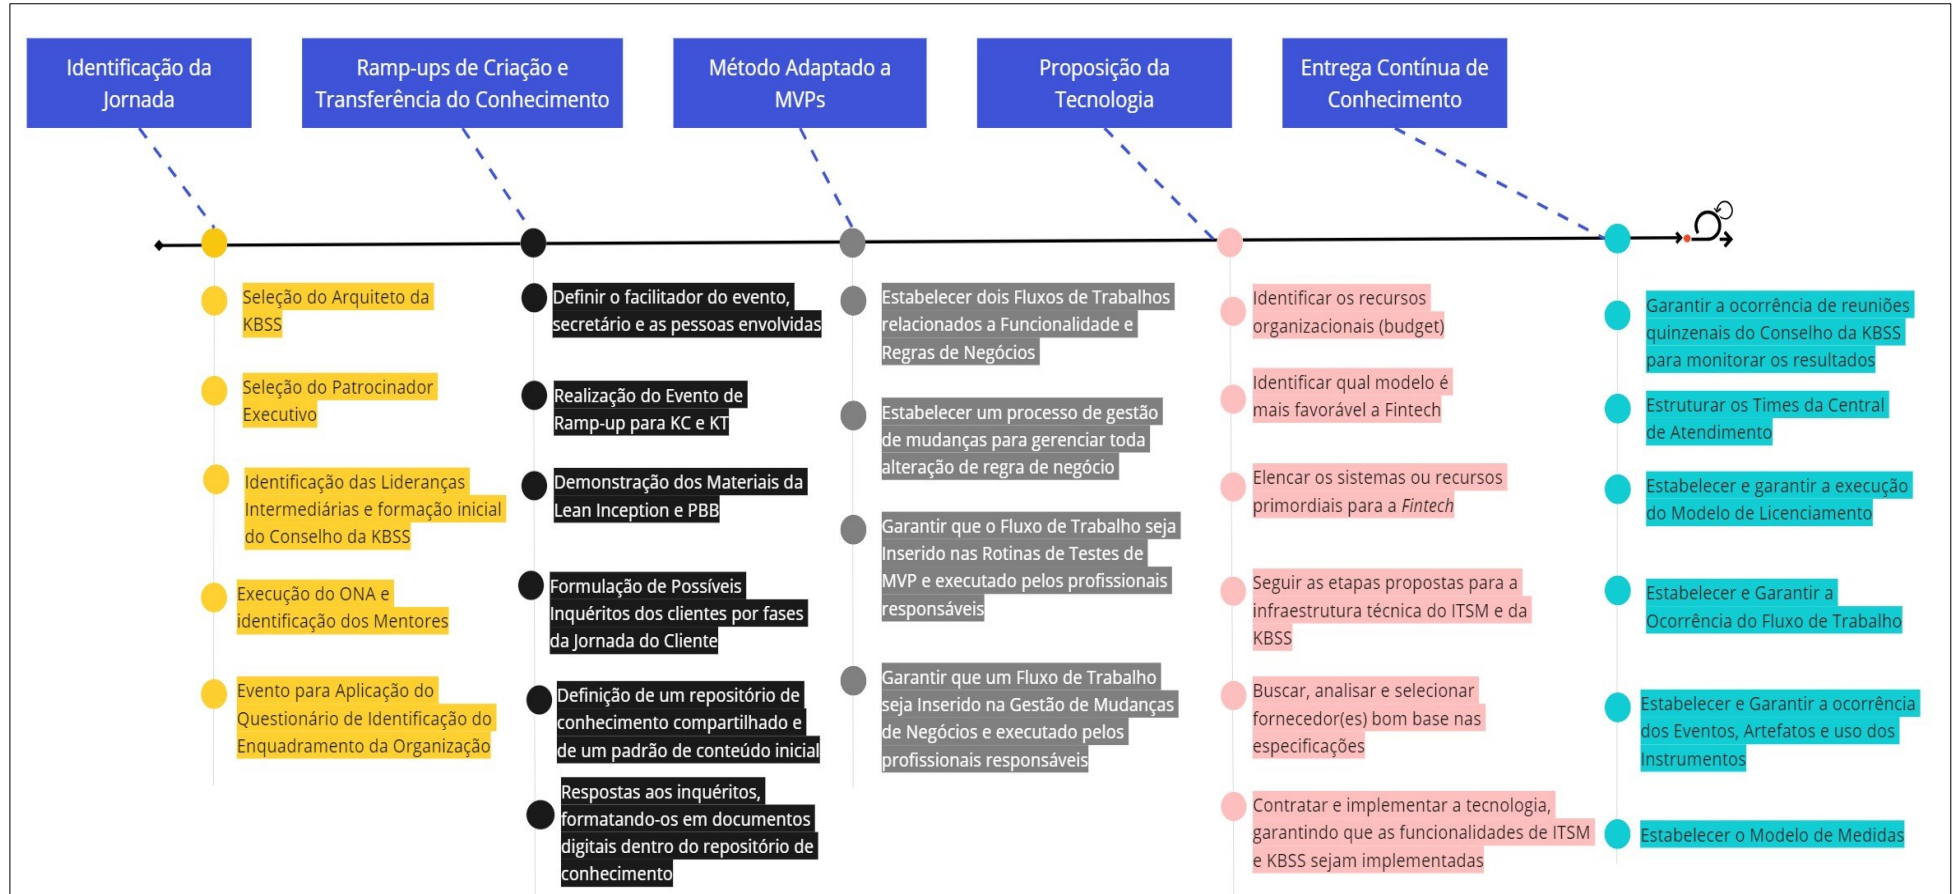 Identificação da
Jornada
Ramp-ups de Criação e
Transferência do Conhecimento
Método Adaptado a
MVPs
Proposição da
Tecnologia
Entrega Contínua de
Conhecimento
Seleção do Arquiteto da
KBSS
Seleção do Patrocinador
Executivo
Identificação das Lideranças
Intermediárias e formação inicial
do Conselho da KBSS
Execução do ONA e
identificação dos Mentores
Evento para Aplicação do
Questionário de Identificação do
Enquadramento da Organização
Definir o facilitador do evento,
secretário e as pessoas envolvidas
Realização do Evento de
Ramp-up para KC e KT
Demonstração dos Materiais da
Lean Inception e PBB
Formulação de Possíveis
Inquéritos dos clientes por fases
da Jornada do Cliente
Definição de um repositório de
conhecimento compartilhado e
de um padrão de conteúdo inicial
Respostas aos inquéritos,
formatando-os em documentos
digitais dentro do repositório de
conhecimento
Estabelecer dois Fluxos de Trabalhos
relacionados a Funcionalidade e
Regras de Negócios
Estabelecer um processo de gestão
de mudanças para gerenciar toda
alteração de regra de negócio
Garantir que o Fluxo de Trabalho seja
Inserido nas Rotinas de Testes de
MVP e executado pelos profissionais
responsáveis
Garantir que um Fluxo de Trabalho
seja Inserido na Gestão de Mudanças
de Negócios e executado pelos
profissionais responsáveis
Identificar os recursos
organizacionais (budget)
Identificar qual modelo é
mais favorável a Fintech
Elencar os sistemas ou recursos
primordiais para a Fintech
Seguir as etapas propostas para a
infraestrutura técnica do ITSM e da
KBSS
Buscar, analisar e selecionar
fornecedor(es) bom base nas
especificações
Contratar e implementar a tecnologia,
garantindo que as funcionalidades de ITSM
e KBSS sejam implementadas
Garantir a ocorrência de reuniões
quinzenais do Conselho da KBSS
para monitorar os resultados
Estruturar os Times da Central
de Atendimento
Estabelecer e garantir a execução
do Modelo de Licenciamento
Estabelecer e Garantir a
Ocorrência do Fluxo de Trabalho
Estabelecer e Garantir a ocorrência
dos Eventos, Artefatos e uso dos
Instrumentos
Estabelecer o Modelo de Medidas